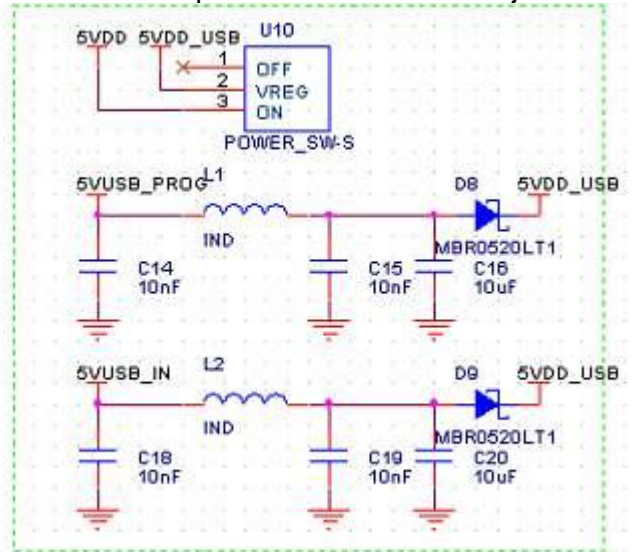 5VDD 5VDD_USB U10
1 OFF
2 VREG
3 ON
POWER_SW-S
5VUSB_PROG L1 D8 5VDD_USB
IND MBR0520LT1
C14 C15 C16
10nF 10nF 10uF
5VUSB_IN L2 D9 5VDD_USB
IND MBR0520LT1
C18 C19 C20
10nF 10nF 10uF